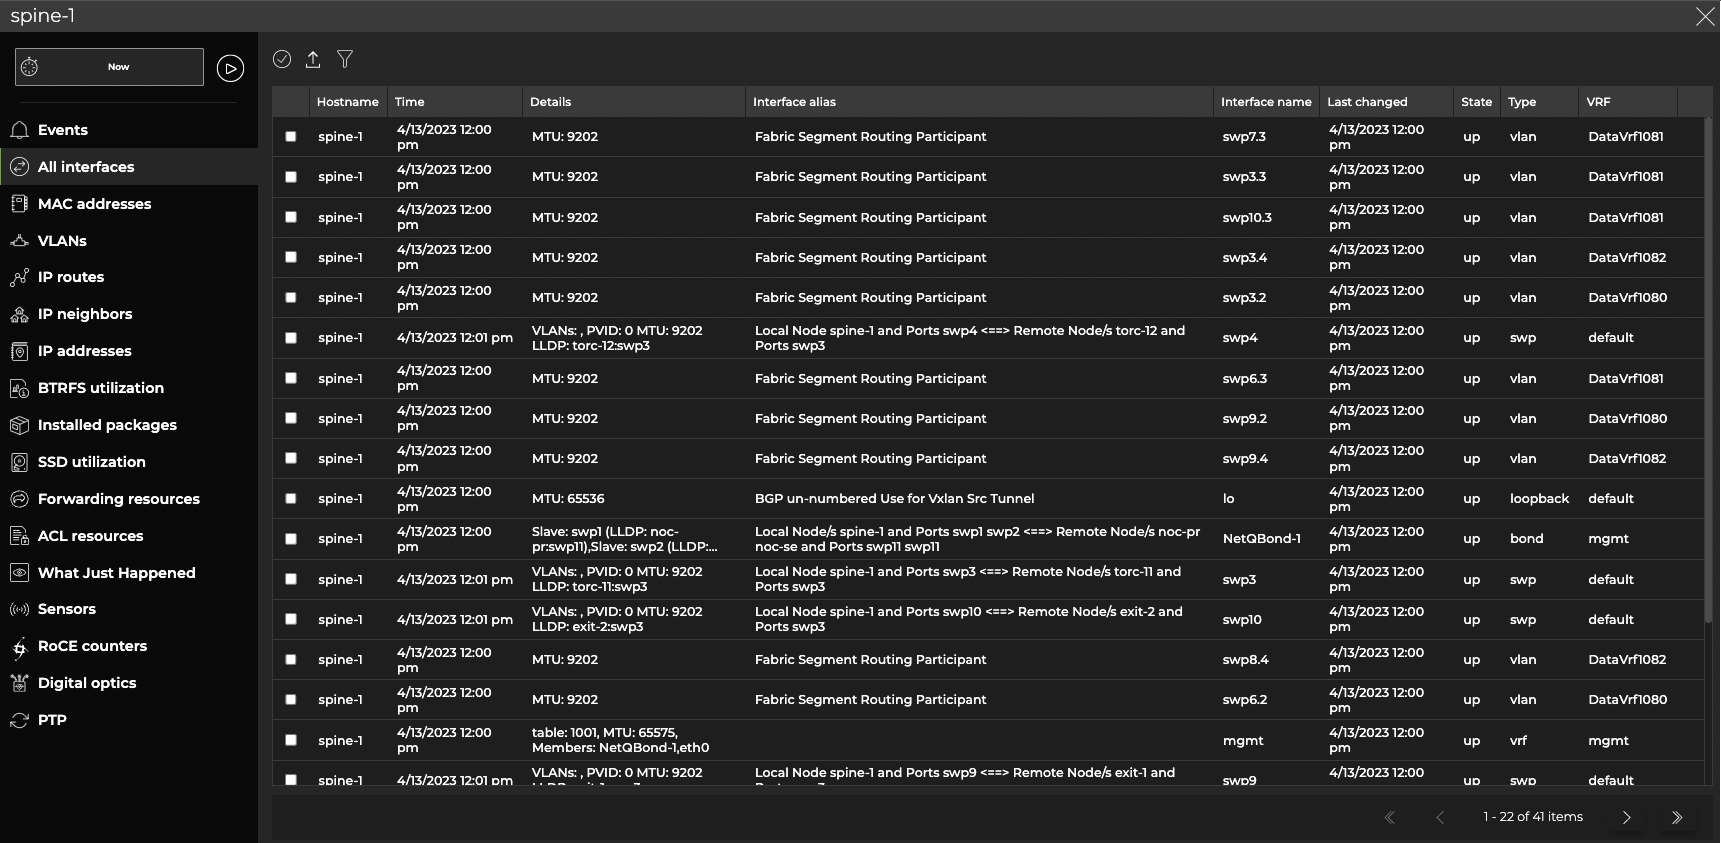 spine-1
Now
Events
All interfaces
MAC addresses
VLANs
IP routes
IP neighbors
IP addresses
BTRFS utilization
Installed packages
SSD utilization
Forwarding resources
ACL resources
What Just Happened
Sensors
RoCE counters
Digital optics
PTP
Hostname Time Details Interface alias Interface name Last changed State Type VRF
spine-1 4/13/2023 12:00 pm MTU: 9202 Fabric Segment Routing Participant swp7.3 4/13/2023 12:00 pm up vlan DataVrf1081
spine-1 4/13/2023 12:00 pm MTU: 9202 Fabric Segment Routing Participant swp3.3 4/13/2023 12:00 pm up vlan DataVrf1081
spine-1 4/13/2023 12:00 pm MTU: 9202 Fabric Segment Routing Participant swp10.3 4/13/2023 12:00 pm up vlan DataVrf1081
spine-1 4/13/2023 12:00 pm MTU: 9202 Fabric Segment Routing Participant swp3.4 4/13/2023 12:00 pm up vlan DataVrf1082
spine-1 4/13/2023 12:00 pm MTU: 9202 Fabric Segment Routing Participant swp3.2 4/13/2023 12:00 pm up vlan DataVrf1080
spine-1 4/13/2023 12:01 pm VLANs: , PVID: 0 MTU: 9202 LLDP: torc-12:swp3 Local Node spine-1 and Ports swp4 <==> Remote Node/s torc-12 and Ports swp3 swp4 4/13/2023 12:00 pm up swp default
spine-1 4/13/2023 12:00 pm MTU: 9202 Fabric Segment Routing Participant swp6.3 4/13/2023 12:00 pm up vlan DataVrf1081
spine-1 4/13/2023 12:00 pm MTU: 9202 Fabric Segment Routing Participant swp9.2 4/13/2023 12:00 pm up vlan DataVrf1080
spine-1 4/13/2023 12:00 pm MTU: 9202 Fabric Segment Routing Participant swp9.4 4/13/2023 12:00 pm up vlan DataVrf1082
spine-1 4/13/2023 12:00 pm MTU: 65536 BGP un-numbered Use for Vxlan Src Tunnel lo 4/13/2023 12:00 pm up loopback default
spine-1 4/13/2023 12:00 pm Slave: swp1 (LLDP: noc-pr:swp11),Slave: swp2 (LLDP:... Local Node/s spine-1 and Ports swp1 swp2 <==> Remote Node/s noc-pr noc-se and Ports swp11 swp11 NetQBond-1 4/13/2023 12:00 pm up bond mgmt
spine-1 4/13/2023 12:01 pm VLANs: , PVID: 0 MTU: 9202 LLDP: torc-11:swp3 Local Node spine-1 and Ports swp3 <==> Remote Node/s torc-11 and Ports swp3 swp3 4/13/2023 12:00 pm up swp default
spine-1 4/13/2023 12:01 pm VLANs: , PVID: 0 MTU: 9202 LLDP: exit-2:swp3 Local Node spine-1 and Ports swp10 <==> Remote Node/s exit-2 and Ports swp3 swp10 4/13/2023 12:00 pm up swp default
spine-1 4/13/2023 12:00 pm MTU: 9202 Fabric Segment Routing Participant swp8.4 4/13/2023 12:00 pm up vlan DataVrf1082
spine-1 4/13/2023 12:00 pm MTU: 9202 Fabric Segment Routing Participant swp6.2 4/13/2023 12:00 pm up vlan DataVrf1080
spine-1 4/13/2023 12:00 pm table: 1001, MTU: 65575, Members: NetQBond-1,eth0 mgmt 4/13/2023 12:00 pm up vrf mgmt
spine-1 4/13/2023 12:01 pm VLANs: , PVID: 0 MTU: 9202 Local Node spine-1 and Ports swp9 <==> Remote Node/s exit-1 and swp9 4/13/2023 12:00 up swp default
1 - 22 of 41 items